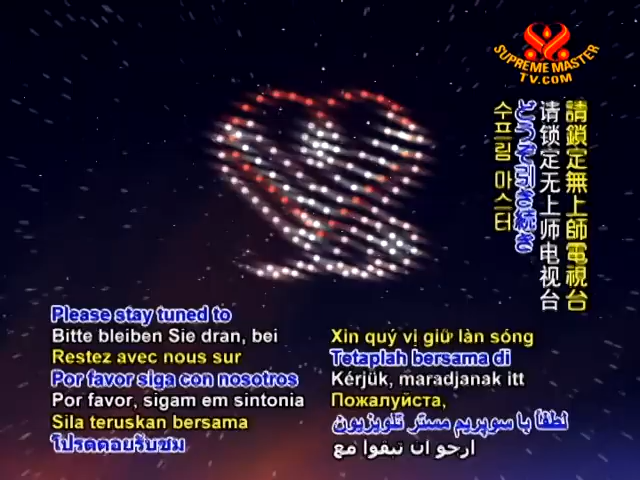 SUPREME MASTER
TV.COM
請鎖定無上師電視台
请锁定无上师电视台
どうぞ引き続き
수프림 마스터
Please stay tuned to
Bitte bleiben Sie dran, bei
Restez avec nous sur
Por favor siga con nosotros
Por favor, sigam em sintonia
Sila teruskan bersama
โปรดคอยรับชม
Xin quý vị giữ làn sóng
Tetaplah bersama di
Kérjük, maradjanak itt
Пожалуйста,
لطفاً با سوپریم مستر تلویزیون
ارجو ان تبقوا مع